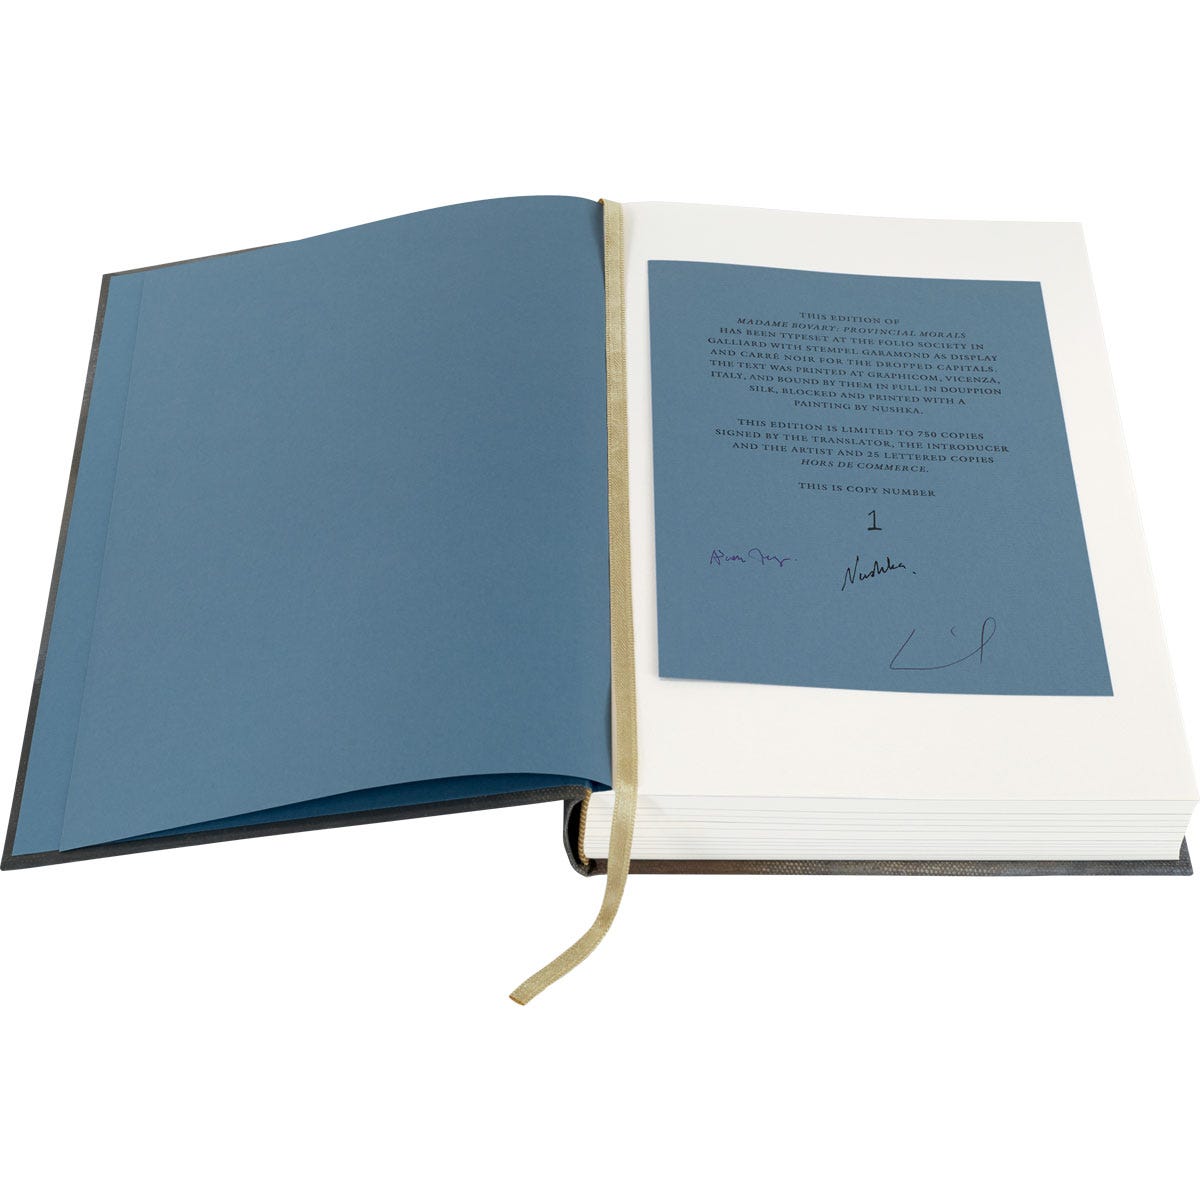 THIS EDITION OF
MADAME BOVARY: PROVINCIAL MORALS
HAS BEEN TYPESET AT THE FOLIO SOCIETY IN
GALLIARD WITH STEMPEL GARAMOND AS DISPLAY
AND CARRÉ NOIR FOR THE DROPPED CAPITALS.
THE TEXT WAS PRINTED AT GRAPHICOM, VICENZA,
ITALY, AND BOUND BY THEM IN FULL IN DOUPPION
SILK, BLOCKED AND PRINTED WITH A
PAINTING BY NUSHKA.
THIS EDITION IS LIMITED TO 750 COPIES
SIGNED BY THE TRANSLATOR, THE INTRODUCER
AND THE ARTIST AND 25 LETTERED COPIES
HORS DE COMMERCE.
THIS IS COPY NUMBER
1
Nushka.